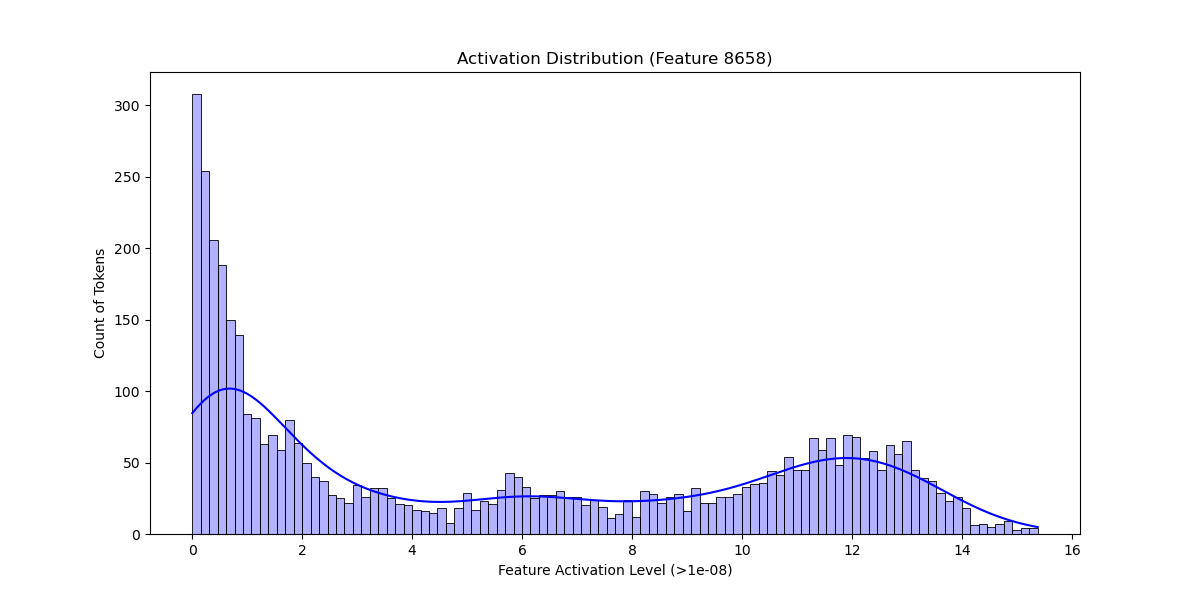 Activation Distribution (Feature 8658)
300
250
200
150
100
50
0
Count of Tokens
0 2 4 6 8 10 12 14 16
Feature Activation Level (>1e-08)